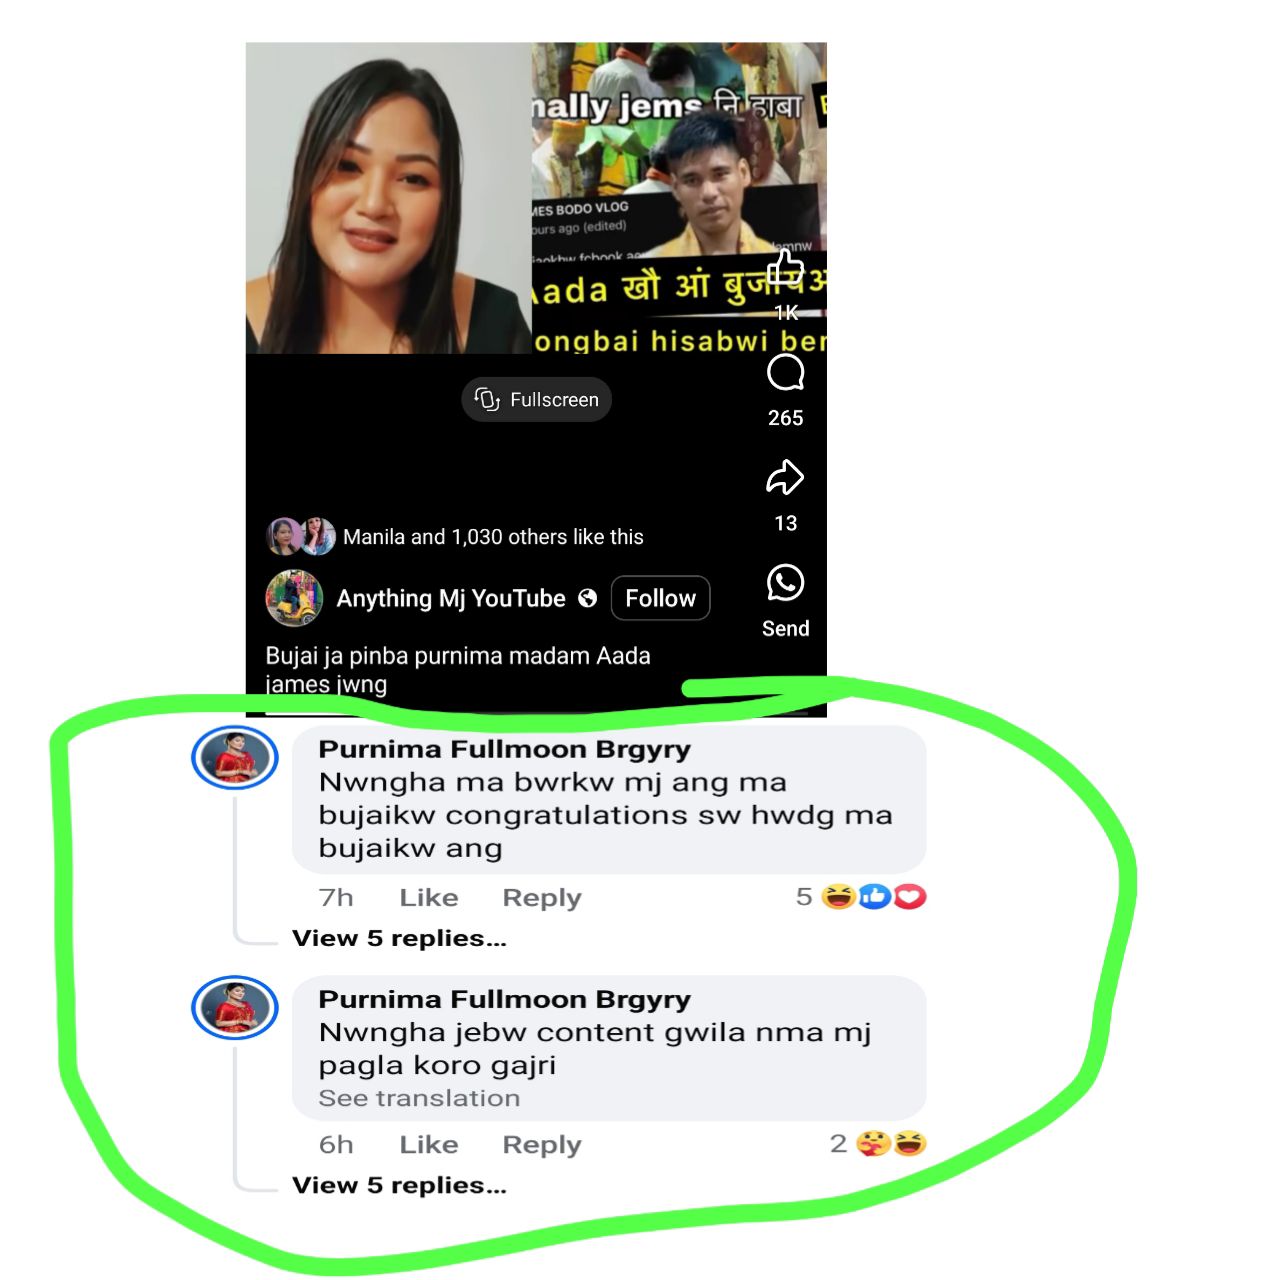 nally jems नि हाबा
MES BODO VLOG
ours ago (edited)
Aada खौ आं बुजायअ
ongbai hisabwi ber
1K
Fullscreen
265
13
Manila and 1,030 others like this
Anything Mj YouTube Follow
Send
Bujai ja pinba purnima madam Aada
james jwng
Purnima Fullmoon Brgyry
Nwngha ma bwrkw mj ang ma
bujaikw congratulations sw hwdg ma
bujaikw ang
7h Like Reply 5
View 5 replies...
Purnima Fullmoon Brgyry
Nwngha jebw content gwila nma mj
pagla koro gajri
See translation
6h Like Reply 2
View 5 replies...